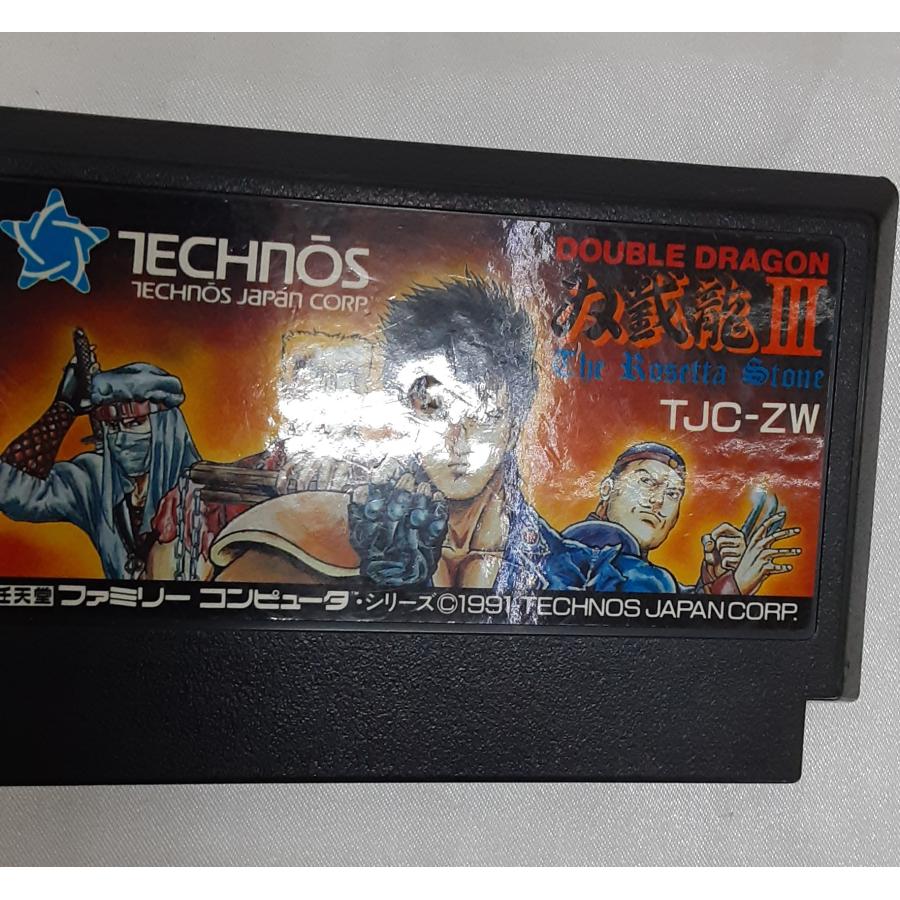 TECHNŌS
TECHNŌS JAPAN CORP.
DOUBLE DRAGON
双截龍III
The Rosetta Stone
TJC-ZW
任天堂 ファミリー コンピュータ・シリーズ©1991 TECHNOS JAPAN CORP.